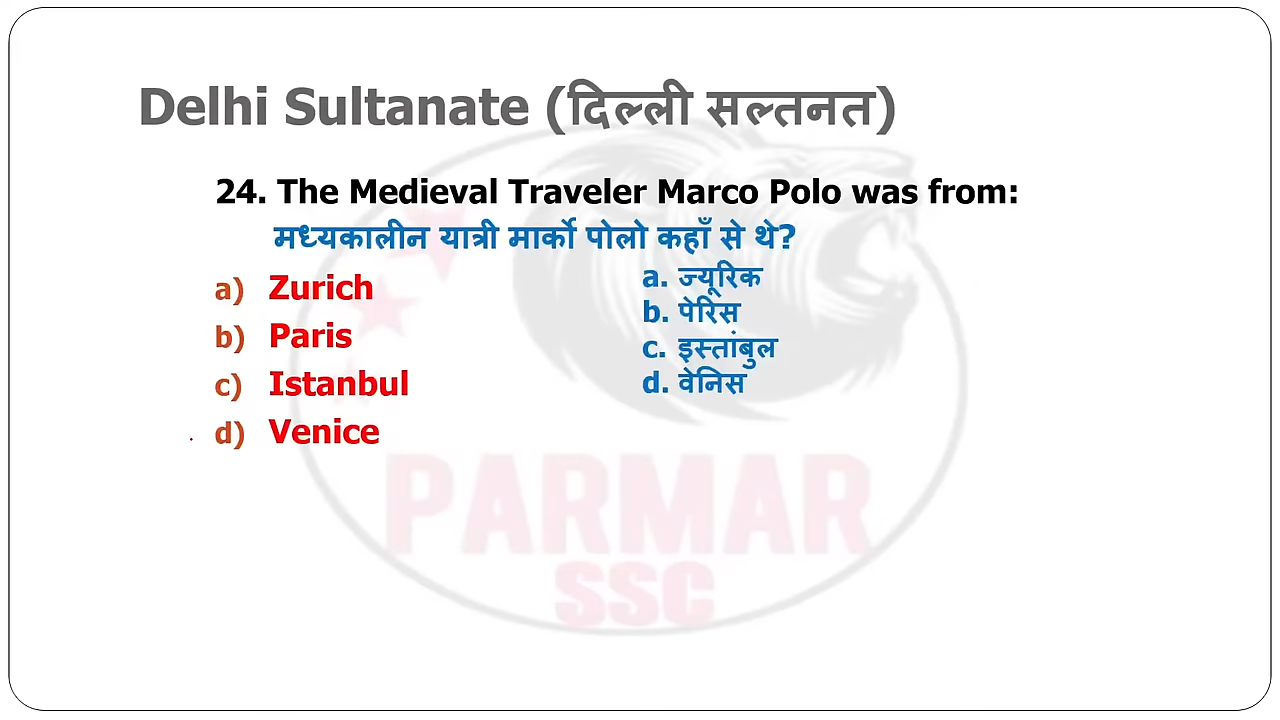 Delhi Sultanate (दिल्ली सल्तनत)
24. The Medieval Traveler Marco Polo was from:
मध्यकालीन यात्री मार्को पोलो कहाँ से थे?
a) Zurich
b) Paris
c) Istanbul
d) Venice
a. ज्यूरिक
b. पेरिस
c. इस्तांबुल
d. वेनिस
PARMAR
SSC